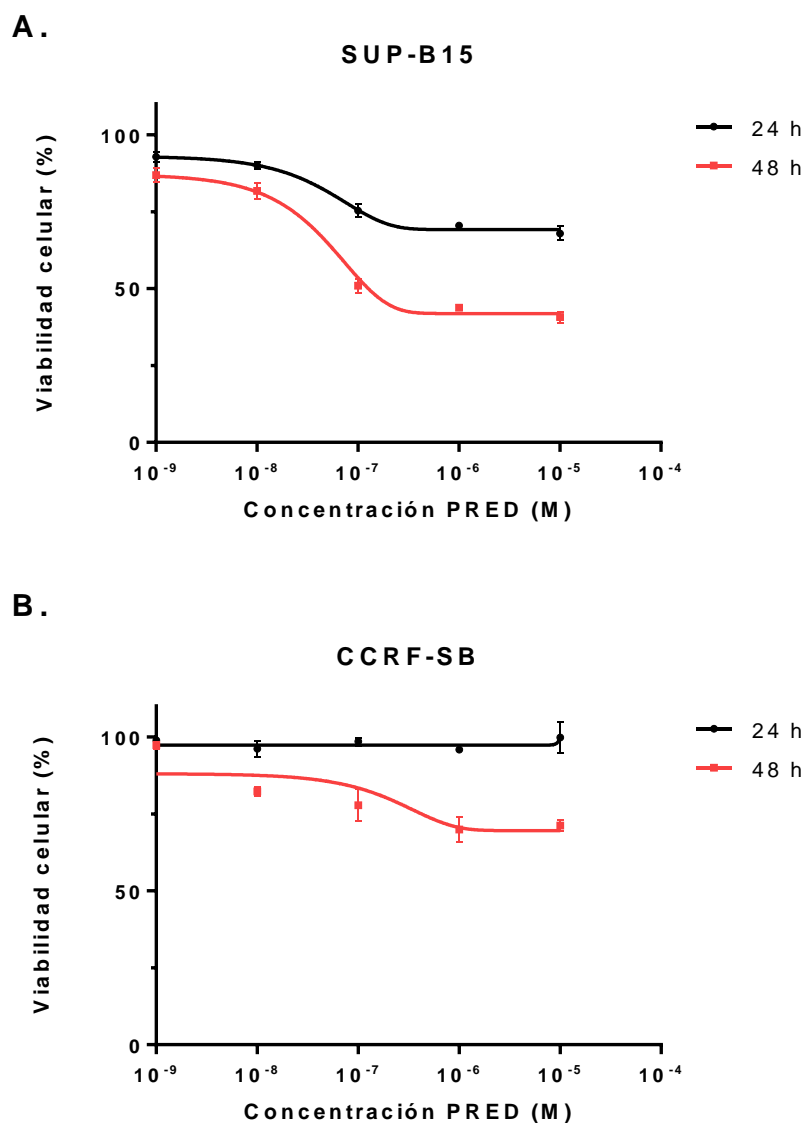 A.
SUP-B15
24 h
48 h
100
50
0
Viabilidad celular (%)
10⁻⁹ 10⁻⁸ 10⁻⁷ 10⁻⁶ 10⁻⁵ 10⁻⁴
Concentración PRED (M)
B.
CCRF-SB
24 h
48 h
100
50
0
Viabilidad celular (%)
10⁻⁹ 10⁻⁸ 10⁻⁷ 10⁻⁶ 10⁻⁵ 10⁻⁴
Concentración PRED (M)